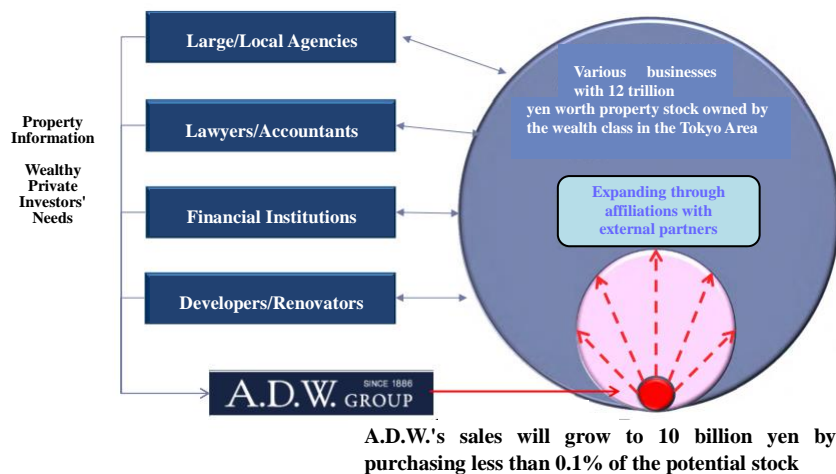 Large/Local Agencies
Various businesses
with 12 trillion
yen worth property stock owned by
the wealth class in the Tokyo Area
Property
Information
Lawyers/Accountants
Wealthy
Private
Investors'
Needs
Expanding through
affiliations with
external partners
Financial Institutions
Developers/Renovators
SINCE 1886
A.D.W. GROUP
A.D.W.'s sales will grow to 10 billion yen by
purchasing less than 0.1% of the potential stock